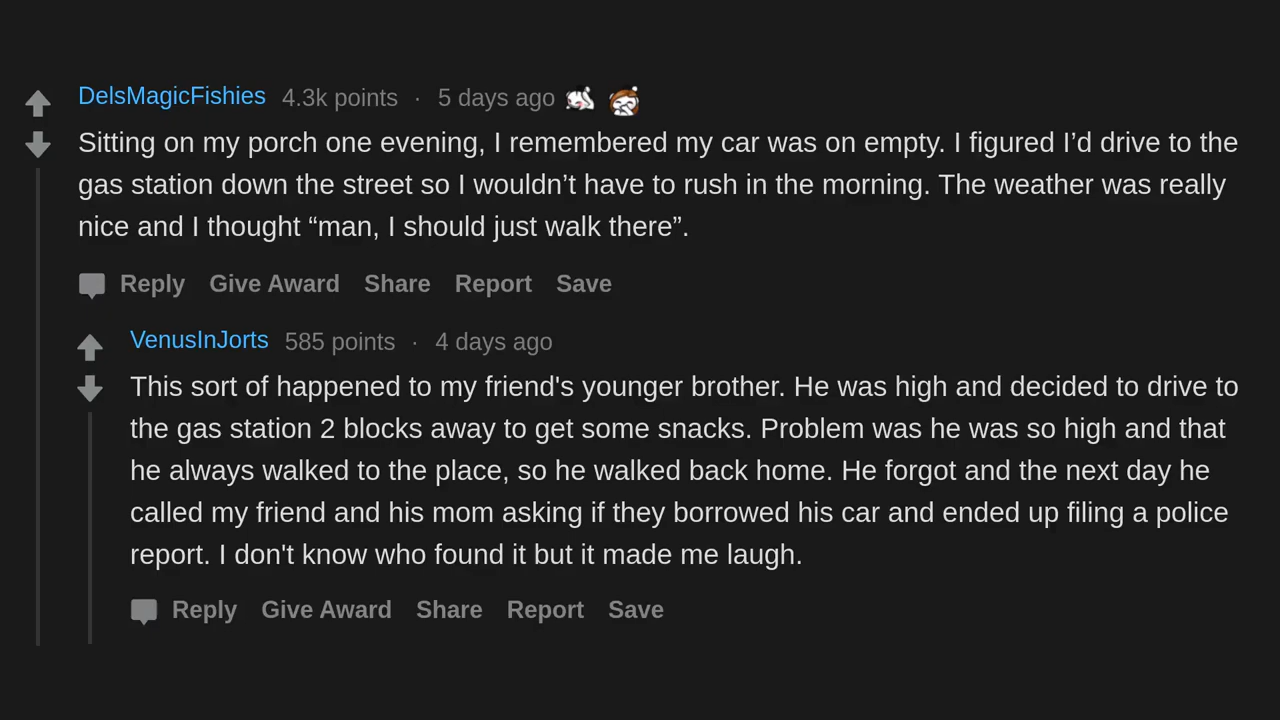 DelsMagicFishies 4.3k points · 5 days ago
Sitting on my porch one evening, I remembered my car was on empty. I figured I’d drive to the
gas station down the street so I wouldn’t have to rush in the morning. The weather was really
nice and I thought “man, I should just walk there”.
Reply Give Award Share Report Save
VenusInJorts 585 points · 4 days ago
This sort of happened to my friend's younger brother. He was high and decided to drive to
the gas station 2 blocks away to get some snacks. Problem was he was so high and that
he always walked to the place, so he walked back home. He forgot and the next day he
called my friend and his mom asking if they borrowed his car and ended up filing a police
report. I don't know who found it but it made me laugh.
Reply Give Award Share Report Save